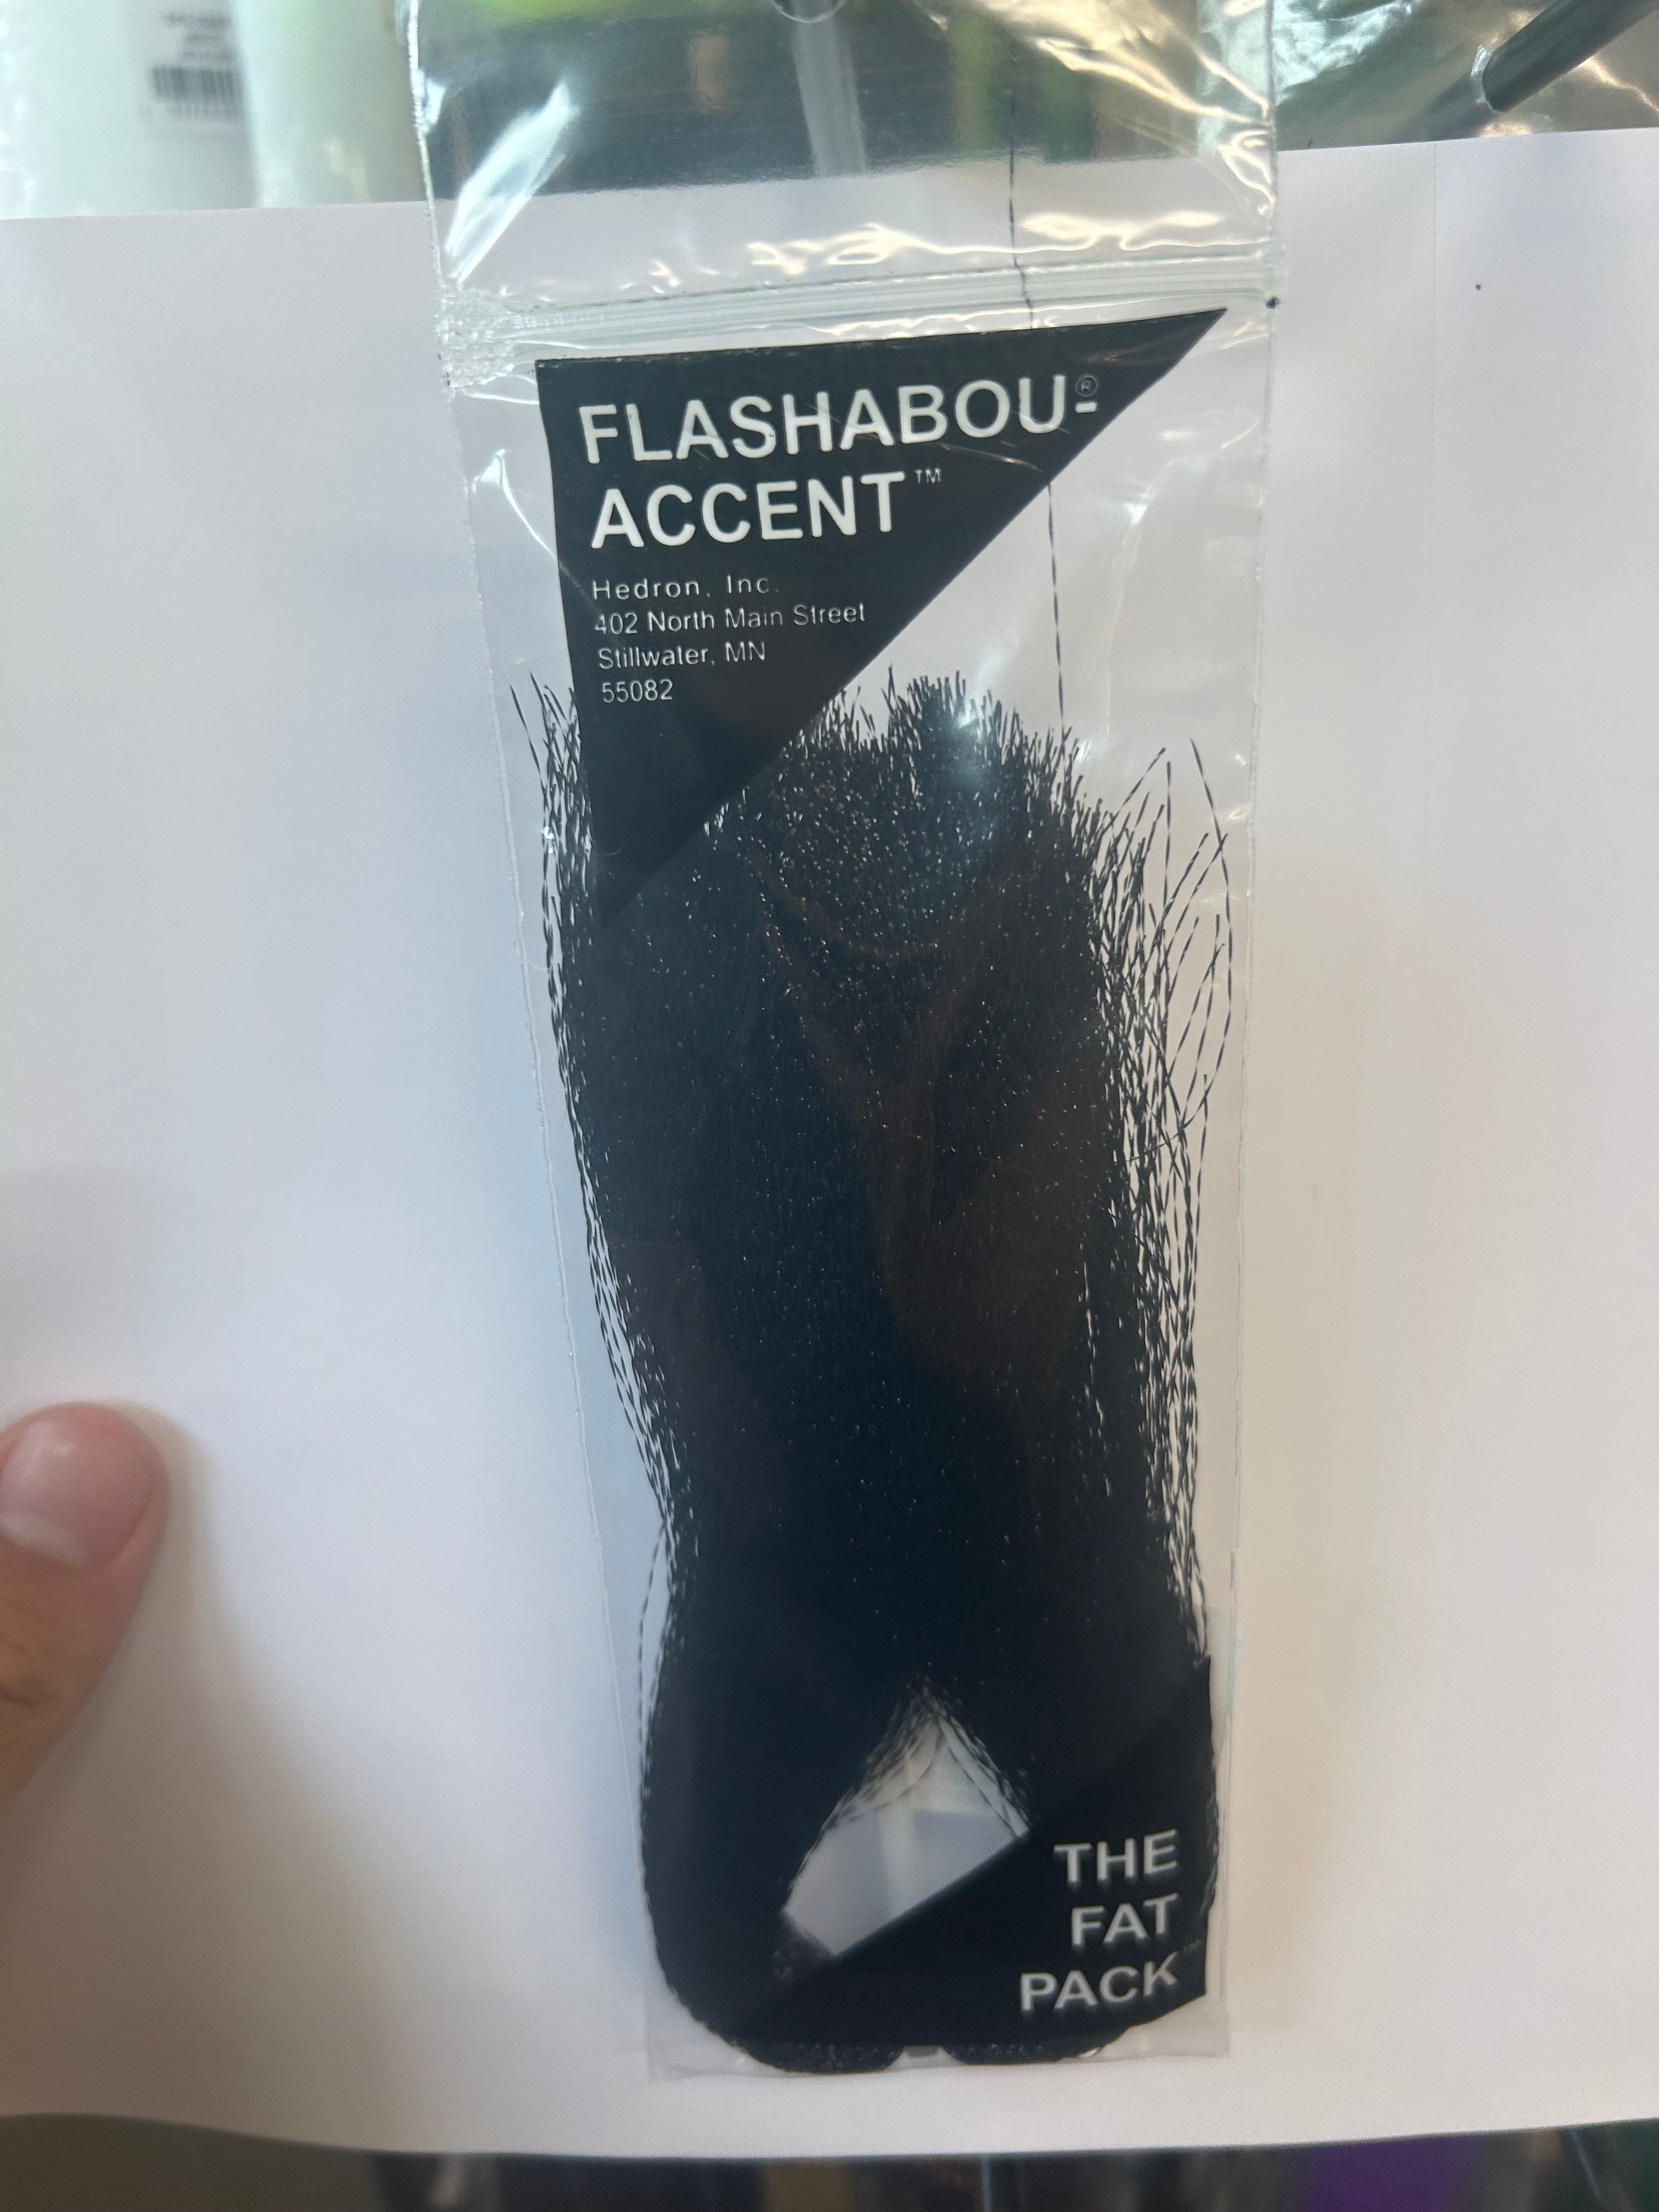 FLASHABOU-®
ACCENT™
Hedron, Inc.
402 North Main Street
Stillwater, MN
55082
THE
FAT
PACK